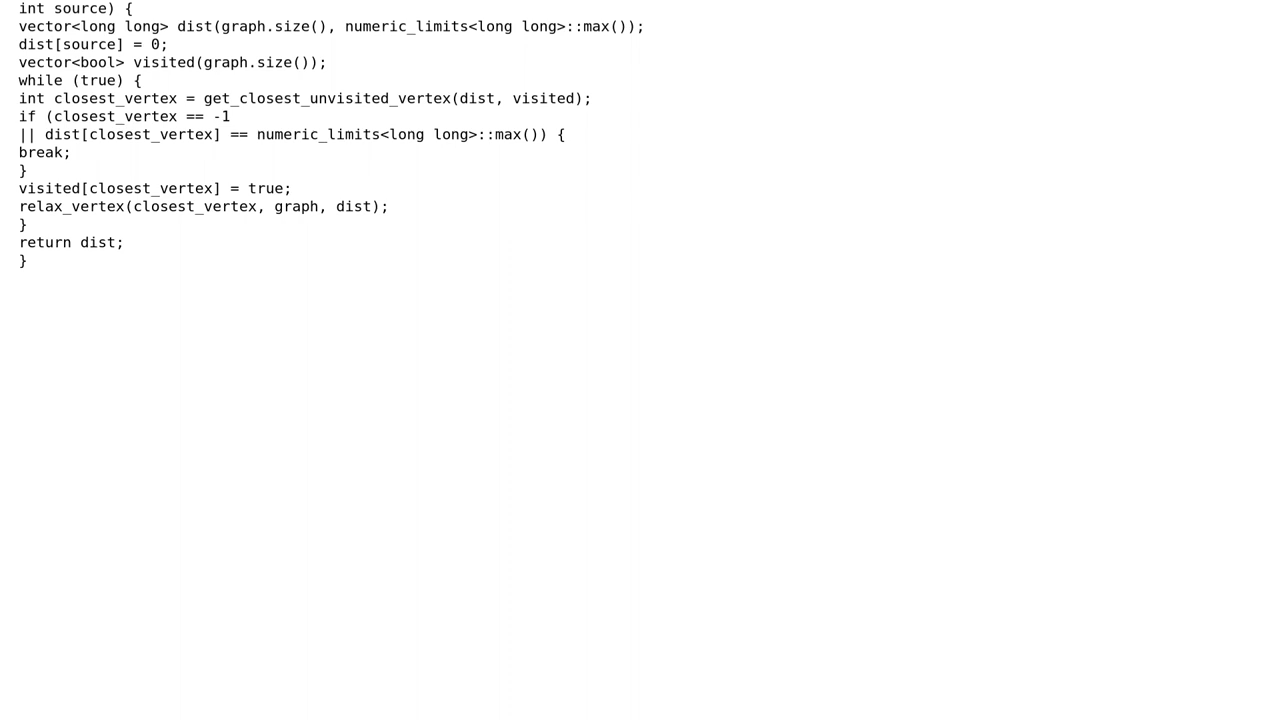 int source) {
vector<long long> dist(graph.size(), numeric_limits<long long>::max());
dist[source] = 0;
vector<bool> visited(graph.size());
while (true) {
int closest_vertex = get_closest_unvisited_vertex(dist, visited);
if (closest_vertex == -1
|| dist[closest_vertex] == numeric_limits<long long>::max()) {
break;
}
visited[closest_vertex] = true;
relax_vertex(closest_vertex, graph, dist);
}
return dist;
}